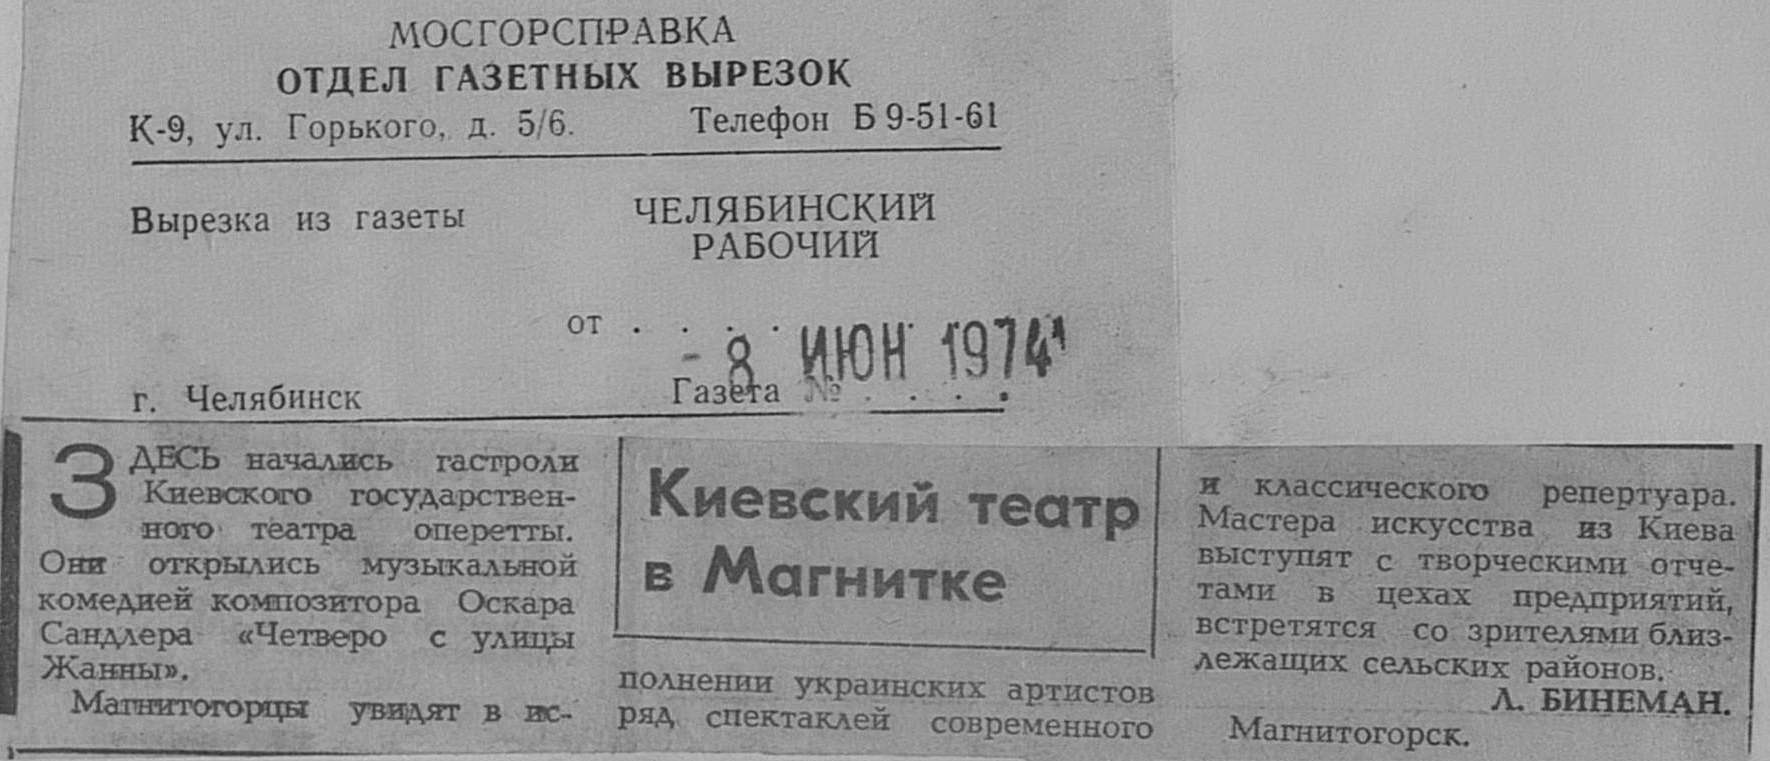 МОСГОРСПРАВКА
ОТДЕЛ ГАЗЕТНЫХ ВЫРЕЗОК
К-9, ул. Горького, д. 5/6. Телефон Б 9-51-61
Вырезка из газеты ЧЕЛЯБИНСКИЙ
РАБОЧИЙ
от . . . .
- 8 ИЮН 1974
г. Челябинск Газета № . . . .
ЗДЕСЬ начались гастроли
Киевского государствен-
ного театра оперетты.
Они открылись музыкальной
комедией композитора Оскара
Сандлера «Четверо с улицы
Жанны».
Магнитогорцы увидят в ис-
Киевский театр
в Магнитке
полнении украинских артистов
ряд спектаклей современного
и классического репертуара.
Мастера искусства из Киева
выступят с творческими отче-
тами в цехах предприятий,
встретятся со зрителями близ-
лежащих сельских районов.
Л. БИНЕМАН.
Магнитогорск.